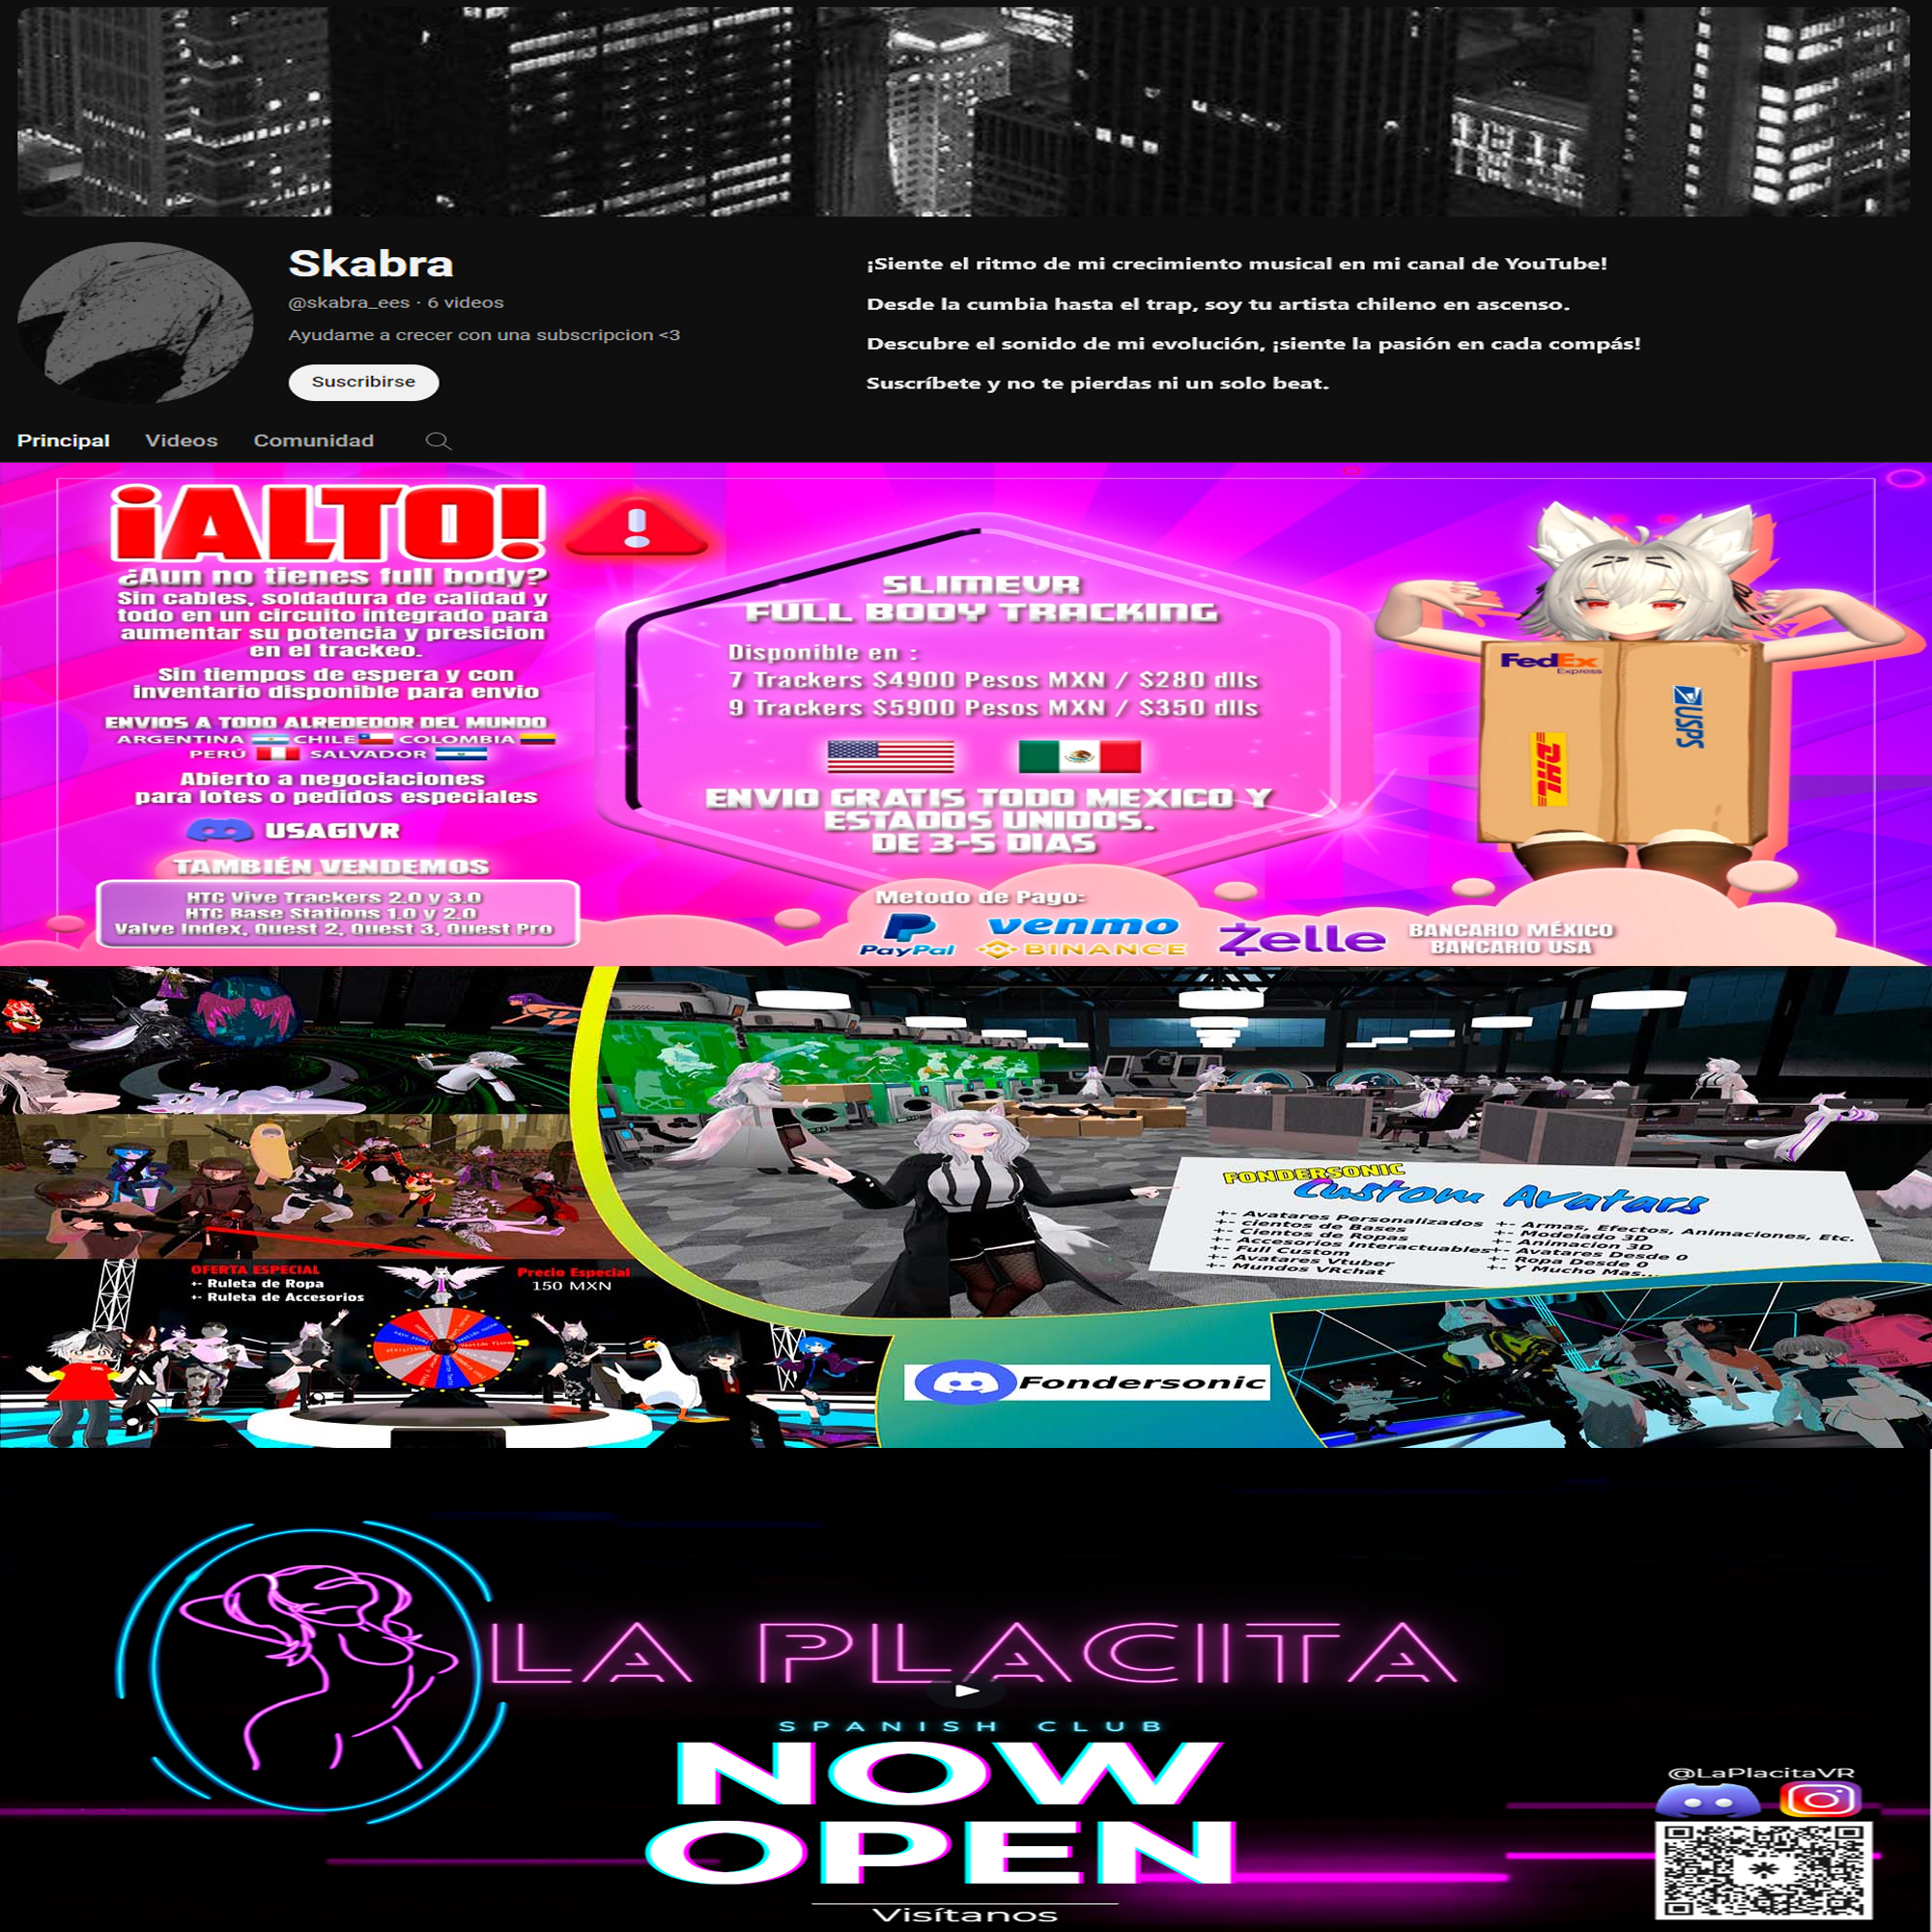 Skabra
@skabra_ees · 6 videos
Ayudame a crecer con una subscripcion <3
Suscribirse
¡Siente el ritmo de mi crecimiento musical en mi canal de YouTube!
Desde la cumbia hasta el trap, soy tu artista chileno en ascenso.
Descubre el sonido de mi evolución, ¡siente la pasión en cada compás!
Suscríbete y no te pierdas ni un solo beat.
Principal Videos Comunidad
¡ALTO!
¿Aun no tienes full body?
Sin cables, soldadura de calidad y
todo en un circuito integrado para
aumentar su potencia y presicion
en el trackeo.
Sin tiempos de espera y con
inventario disponible para envio
ENVIOS A TODO ALREDEDOR DEL MUNDO
ARGENTINA CHILE COLOMBIA
PERÚ SALVADOR
Abierto a negociaciones
para lotes o pedidos especiales
USAGIVR
TAMBIÉN VENDEMOS
HTC Vive Trackers 2.0 y 3.0
HTC Base Stations 1.0 y 2.0
Valve Index, Quest 2, Quest 3, Quest Pro
SLIMEVR
FULL BODY TRACKING
Disponible en :
7 Trackers $4900 Pesos MXN / $280 dlls
9 Trackers $5900 Pesos MXN / $350 dlls
ENVIO GRATIS TODO MEXICO Y
ESTADOS UNIDOS.
DE 3-5 DIAS
Metodo de Pago:
PayPal
venmo
BINANCE
Zelle
BANCARIO MÉXICO
BANCARIO USA
FedEx
Express
USPS
DHL
FONDERSONIC
Custom Avatars
+- Avatares Personalizados
+- cientos de Bases
+- Cientos de Ropas
+- Accesorios Interactuables
+- Full Custom
+- Avatares Vtuber
+- Mundos VRchat
+- Armas, Efectos, Animaciones, Etc.
+- Modelado 3D
+- Animacion 3D
+- Avatares Desde 0
+- Ropa Desde 0
+- Y Mucho Mas...
OFERTA ESPECIAL
+- Ruleta de Ropa
+- Ruleta de Accesorios
Precio Especial
150 MXN
Fondersonic
LA PLACITA
SPANISH CLUB
NOW
OPEN
Visítanos
@LaPlacitaVR